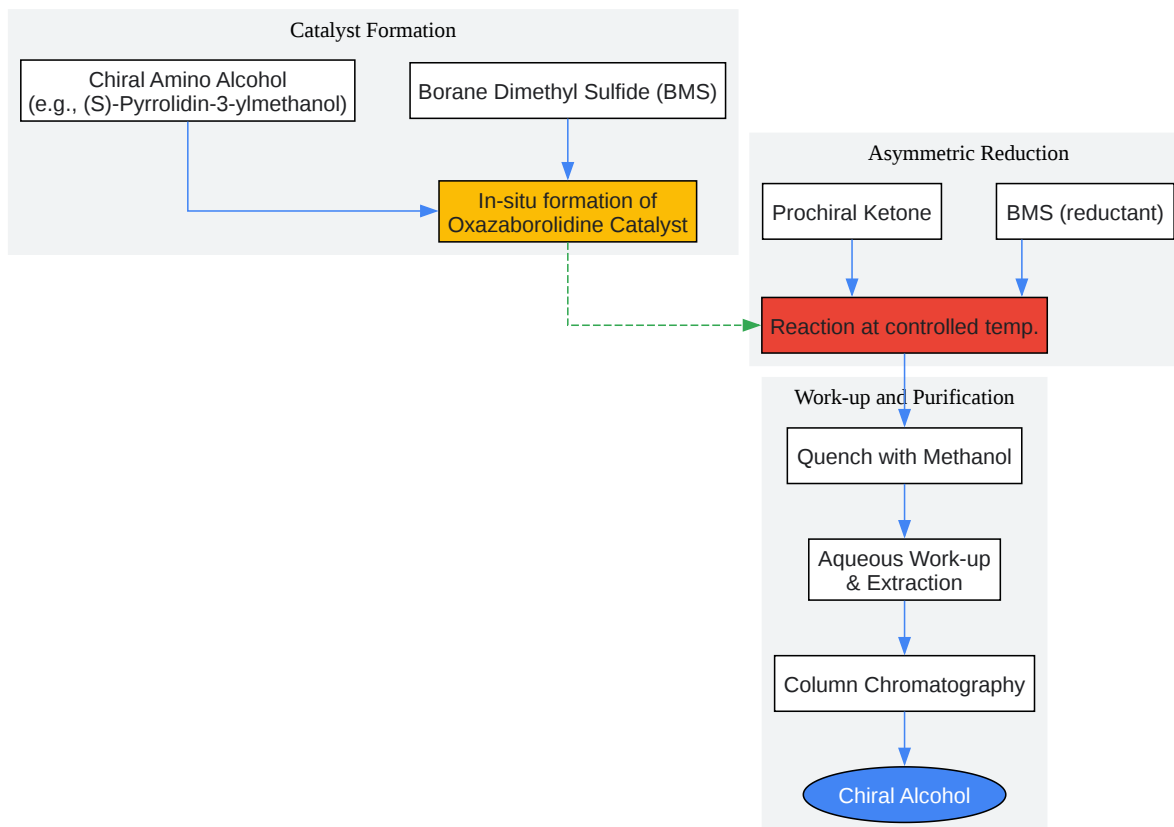 Catalyst Formation
Chiral Amino Alcohol
(e.g., (S)-Pyrrolidin-3-ylmethanol)
Borane Dimethyl Sulfide (BMS)
In-situ formation of
Oxazaborolidine Catalyst
Asymmetric Reduction
Prochiral Ketone
BMS (reductant)
Reaction at controlled temp.
Work-up and Purification
Quench with Methanol
Aqueous Work-up
& Extraction
Column Chromatography
Chiral Alcohol